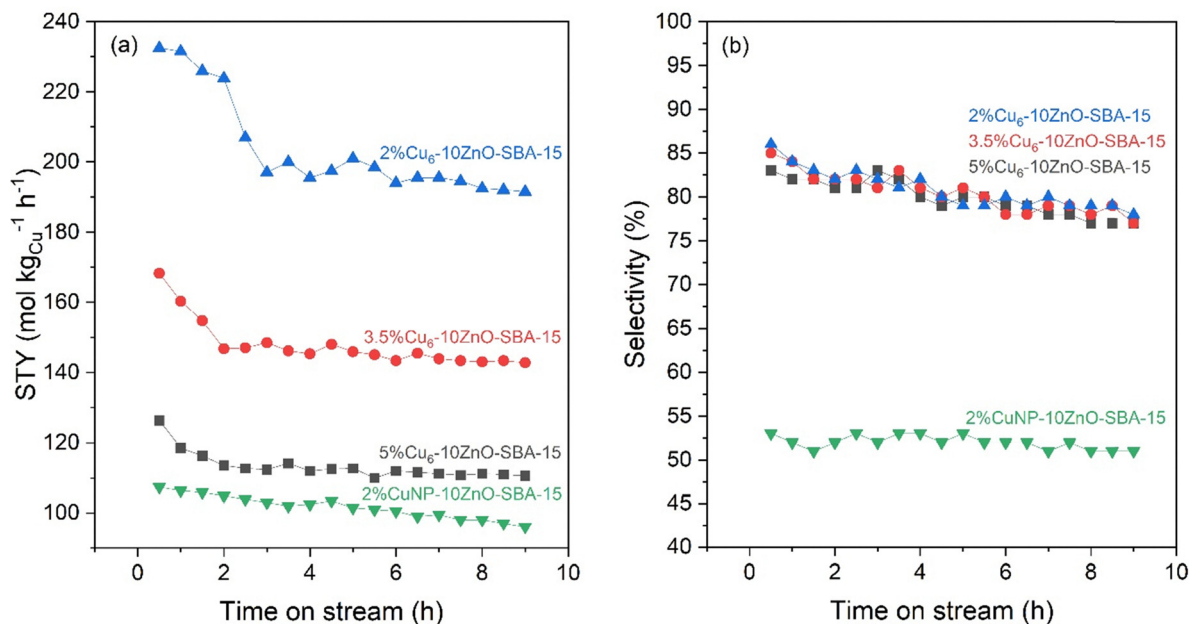 (a)
240
220
200
180
160
140
120
100
STY (mol kg_Cu^-1 h^-1)
2%Cu₆-10ZnO-SBA-15
3.5%Cu₆-10ZnO-SBA-15
5%Cu₆-10ZnO-SBA-15
2%CuNP-10ZnO-SBA-15
0 2 4 6 8 10
Time on stream (h)
(b)
100
95
90
85
80
75
70
65
60
55
50
45
40
Selectivity (%)
2%Cu₆-10ZnO-SBA-15
3.5%Cu₆-10ZnO-SBA-15
5%Cu₆-10ZnO-SBA-15
2%CuNP-10ZnO-SBA-15
0 2 4 6 8 10
Time on stream (h)